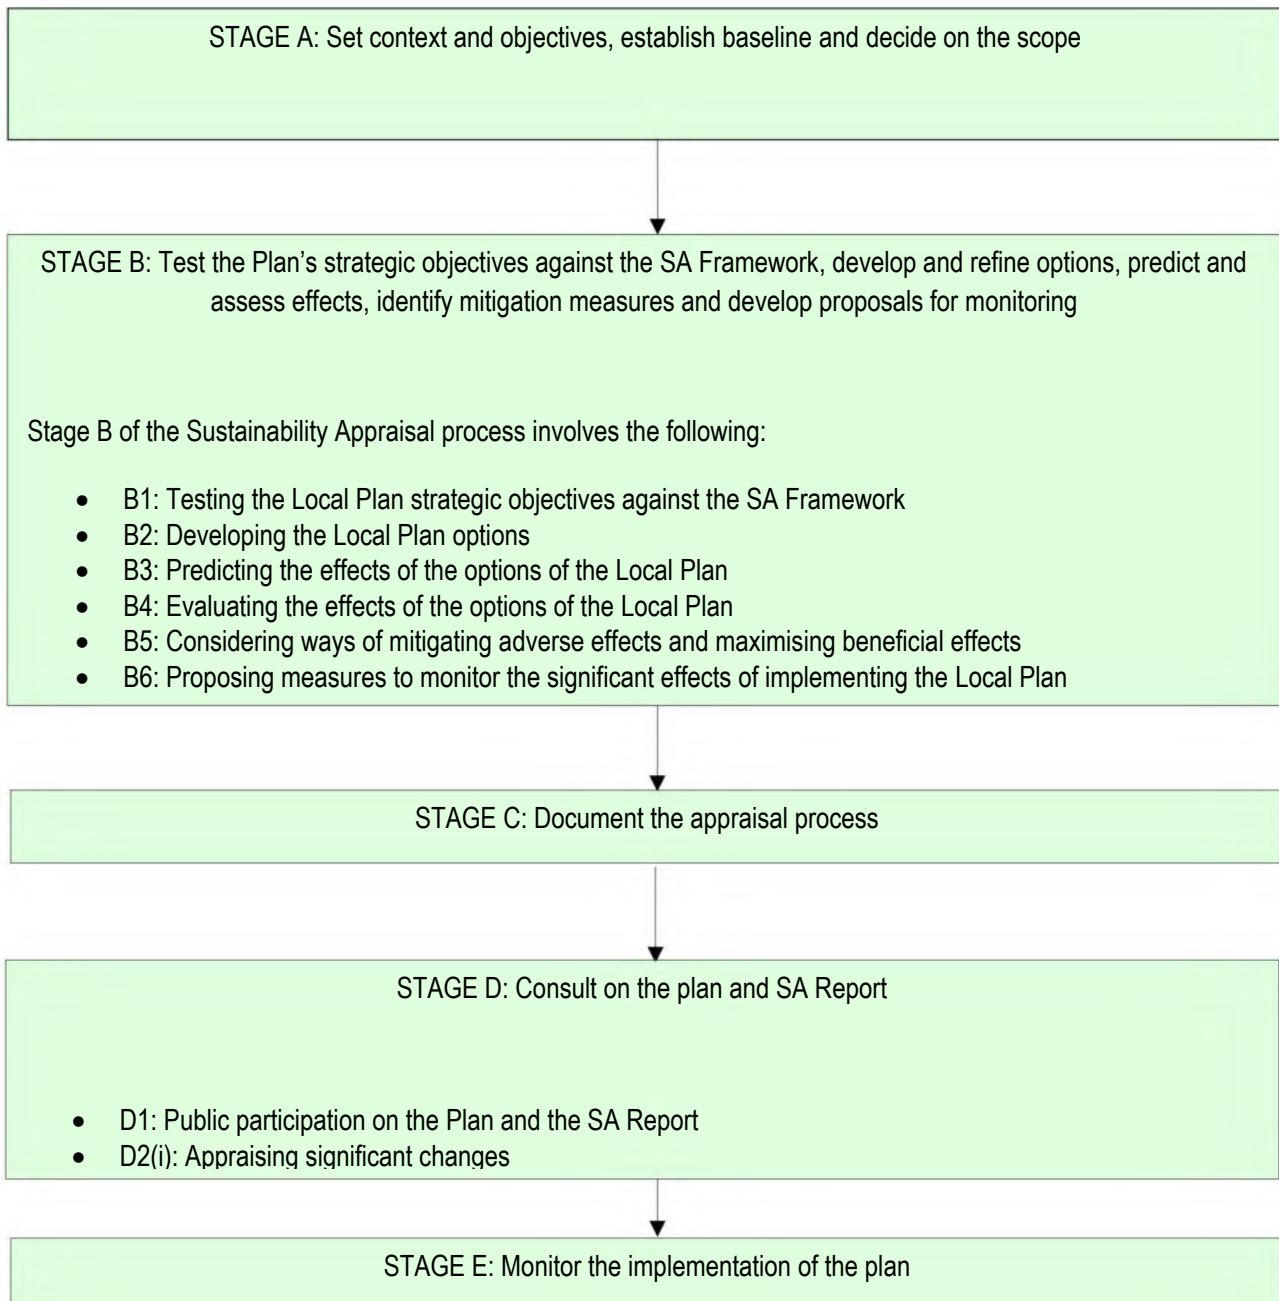 STAGE A: Set context and objectives, establish baseline and decide on the scope
STAGE B: Test the Plan’s strategic objectives against the SA Framework, develop and refine options, predict and
assess effects, identify mitigation measures and develop proposals for monitoring
Stage B of the Sustainability Appraisal process involves the following:
• B1: Testing the Local Plan strategic objectives against the SA Framework
• B2: Developing the Local Plan options
• B3: Predicting the effects of the options of the Local Plan
• B4: Evaluating the effects of the options of the Local Plan
• B5: Considering ways of mitigating adverse effects and maximising beneficial effects
• B6: Proposing measures to monitor the significant effects of implementing the Local Plan
STAGE C: Document the appraisal process
STAGE D: Consult on the plan and SA Report
• D1: Public participation on the Plan and the SA Report
• D2(i): Appraising significant changes
STAGE E: Monitor the implementation of the plan